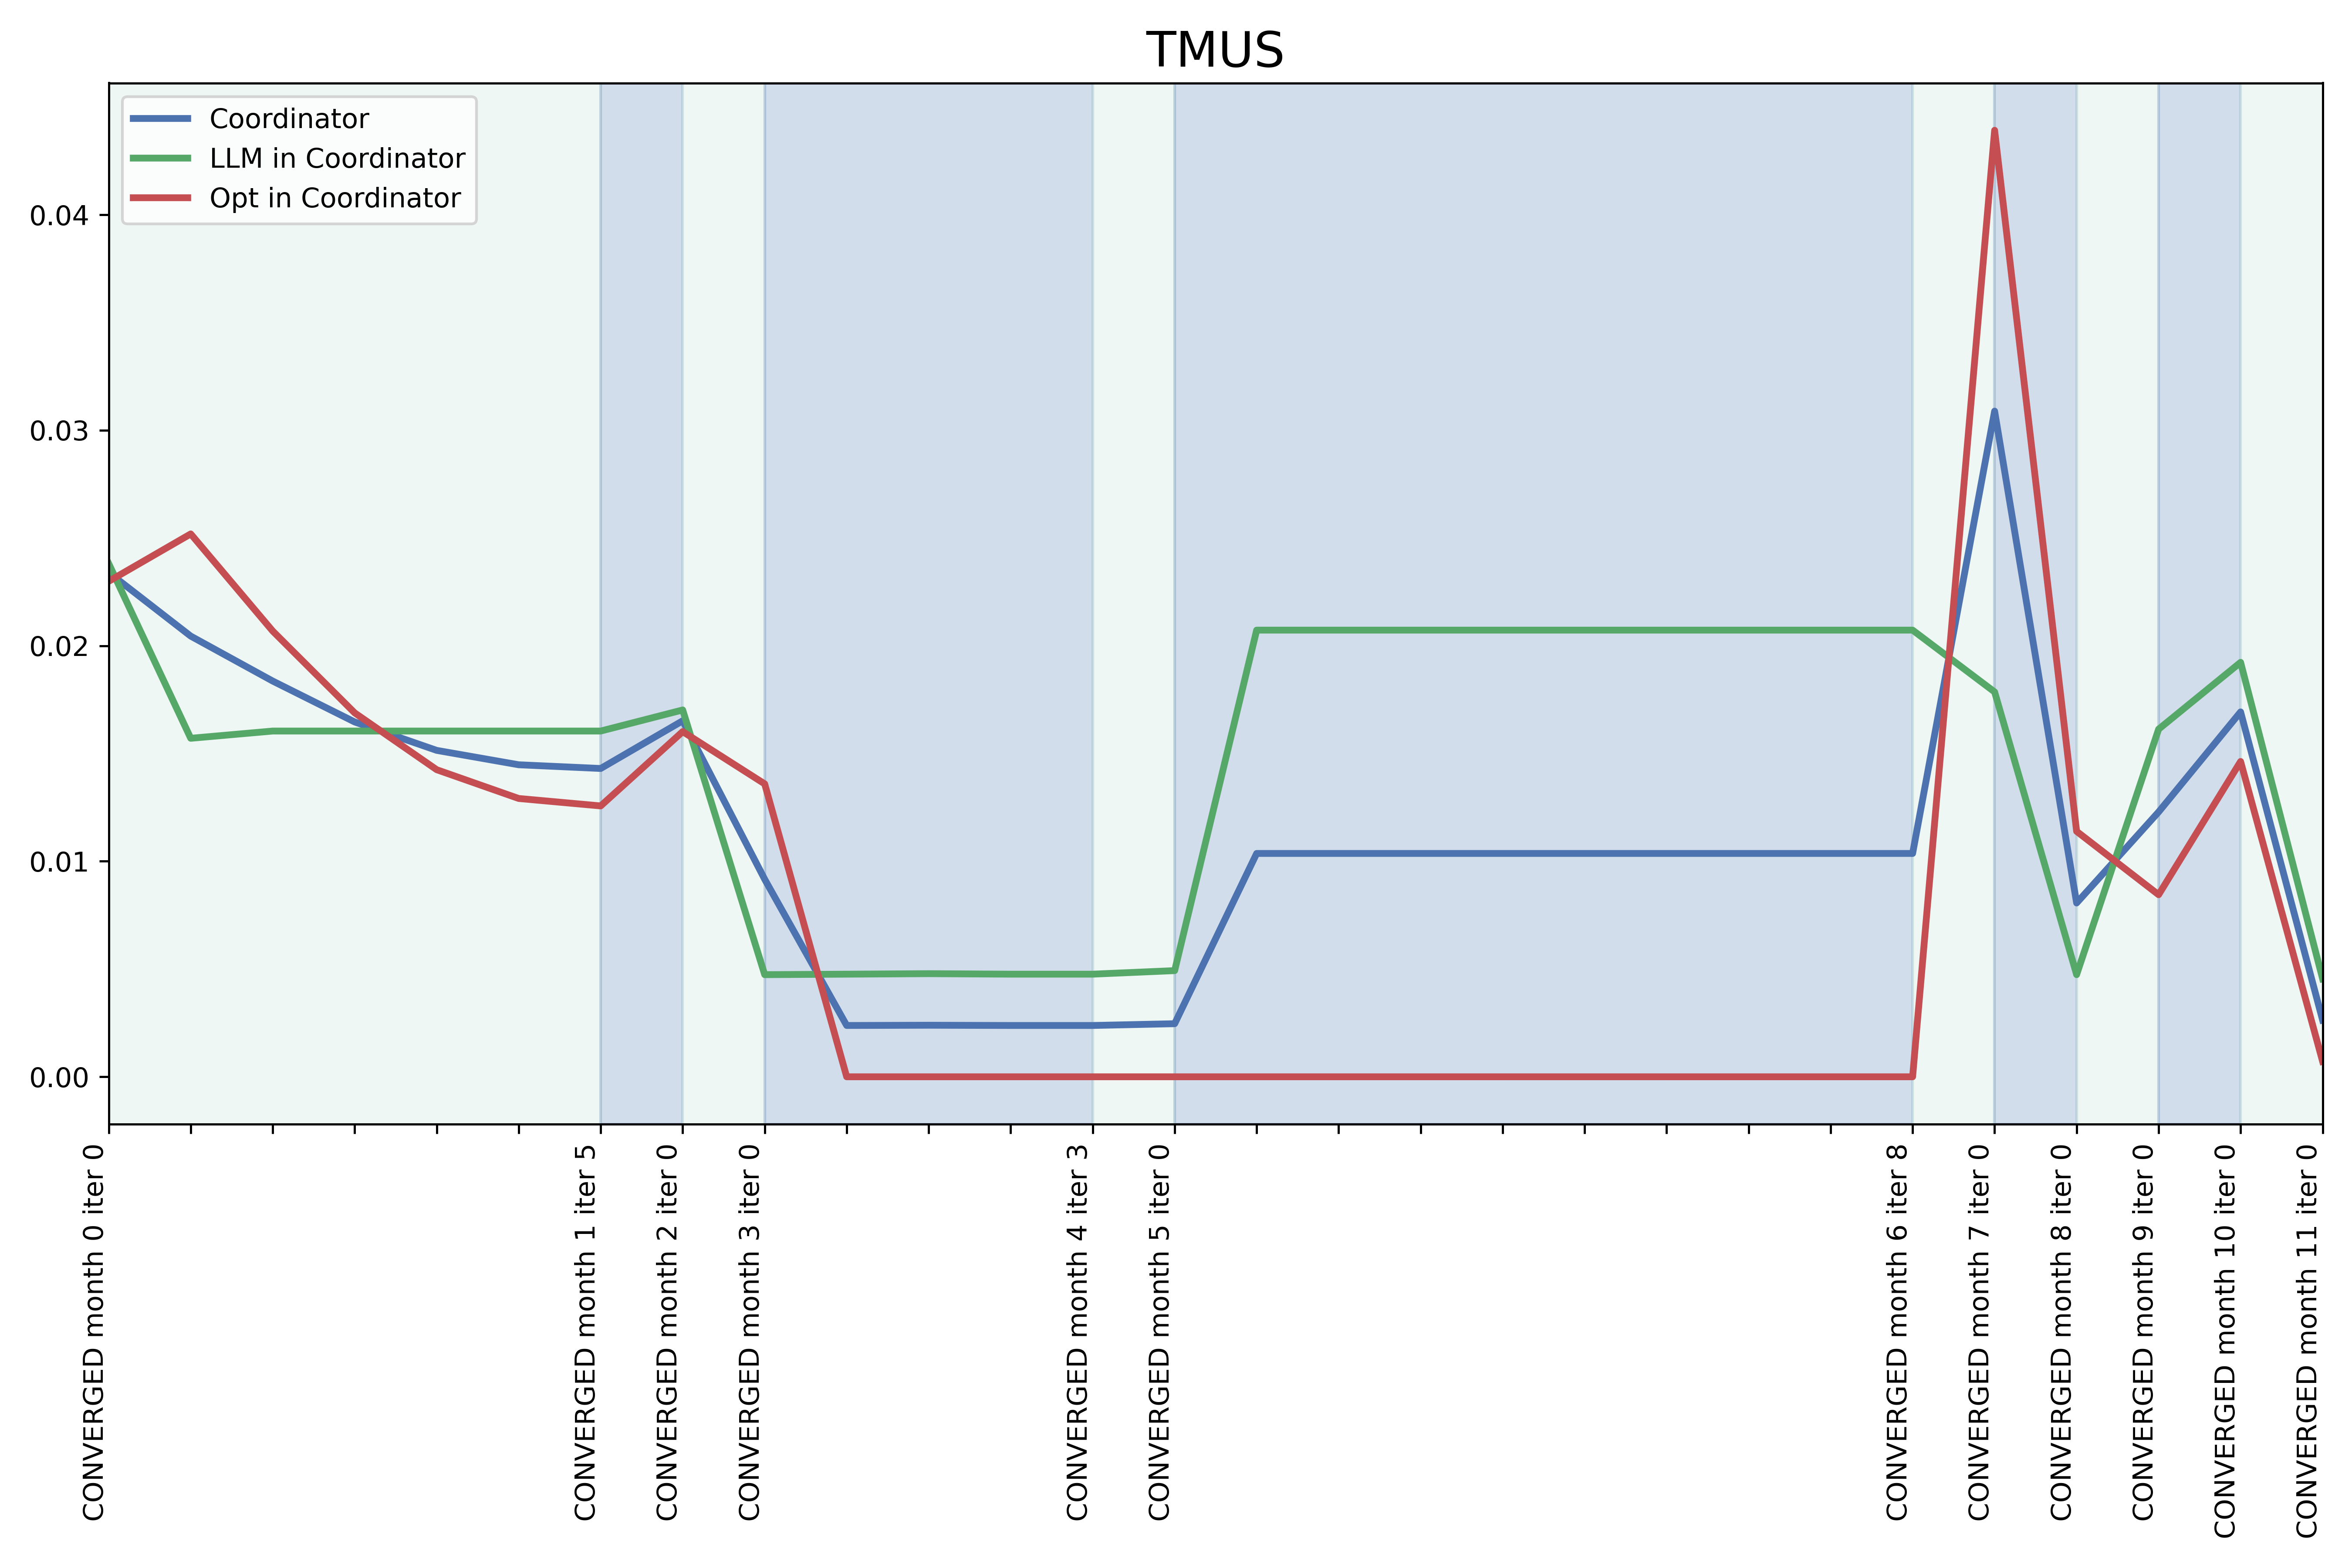 TMUS
Coordinator
LLM in Coordinator
Opt in Coordinator
0.04
0.03
0.02
0.01
0.00
CONVERGED month 0 iter 0
CONVERGED month 1 iter 5
CONVERGED month 2 iter 0
CONVERGED month 3 iter 0
CONVERGED month 4 iter 3
CONVERGED month 5 iter 0
CONVERGED month 6 iter 8
CONVERGED month 7 iter 0
CONVERGED month 8 iter 0
CONVERGED month 9 iter 0
CONVERGED month 10 iter 0
CONVERGED month 11 iter 0